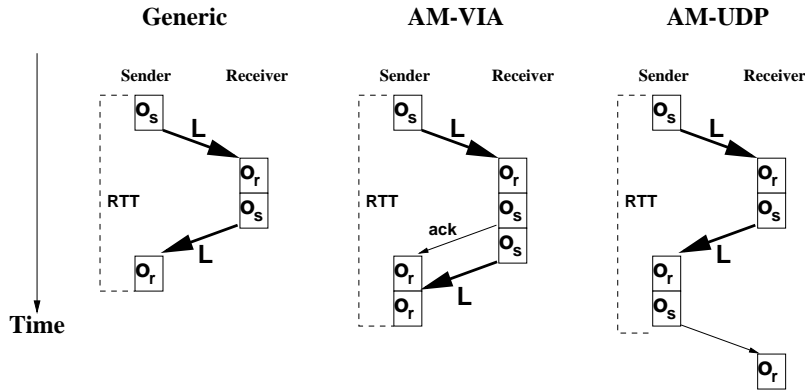 Generic
AM-VIA
AM-UDP
Sender Receiver
Sender Receiver
Sender Receiver
Os
L
Or
RTT
Os
L
Or
Os
L
Or
RTT
Os
ack
Os
Or
L
Or
Os
L
Or
RTT
Os
L
Or
Os
Or
Time